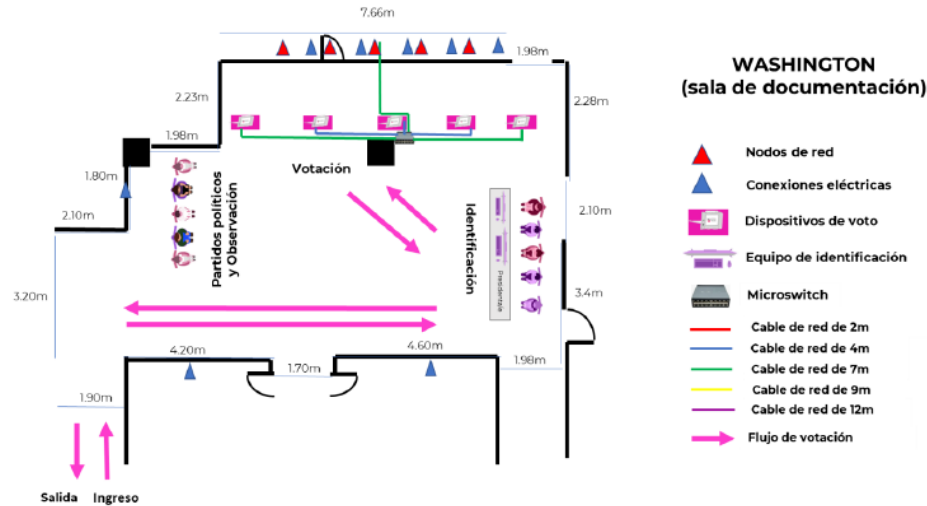 7.66m
1.98m
WASHINGTON
(sala de documentación)
2.23m
2.28m
1.98m
Votación
Nodos de red
1.80m
Conexiones eléctricas
Partidos políticos
y Observación
Identificación
Presidentxie
2.10m
2.10m
Dispositivos de voto
Equipo de identificación
3.20m
3.4m
Microswitch
Cable de red de 2m
4.20m
4.60m
Cable de red de 4m
1.70m
1.98m
Cable de red de 7m
Cable de red de 9m
1.90m
Cable de red de 12m
Flujo de votación
Salida
Ingreso